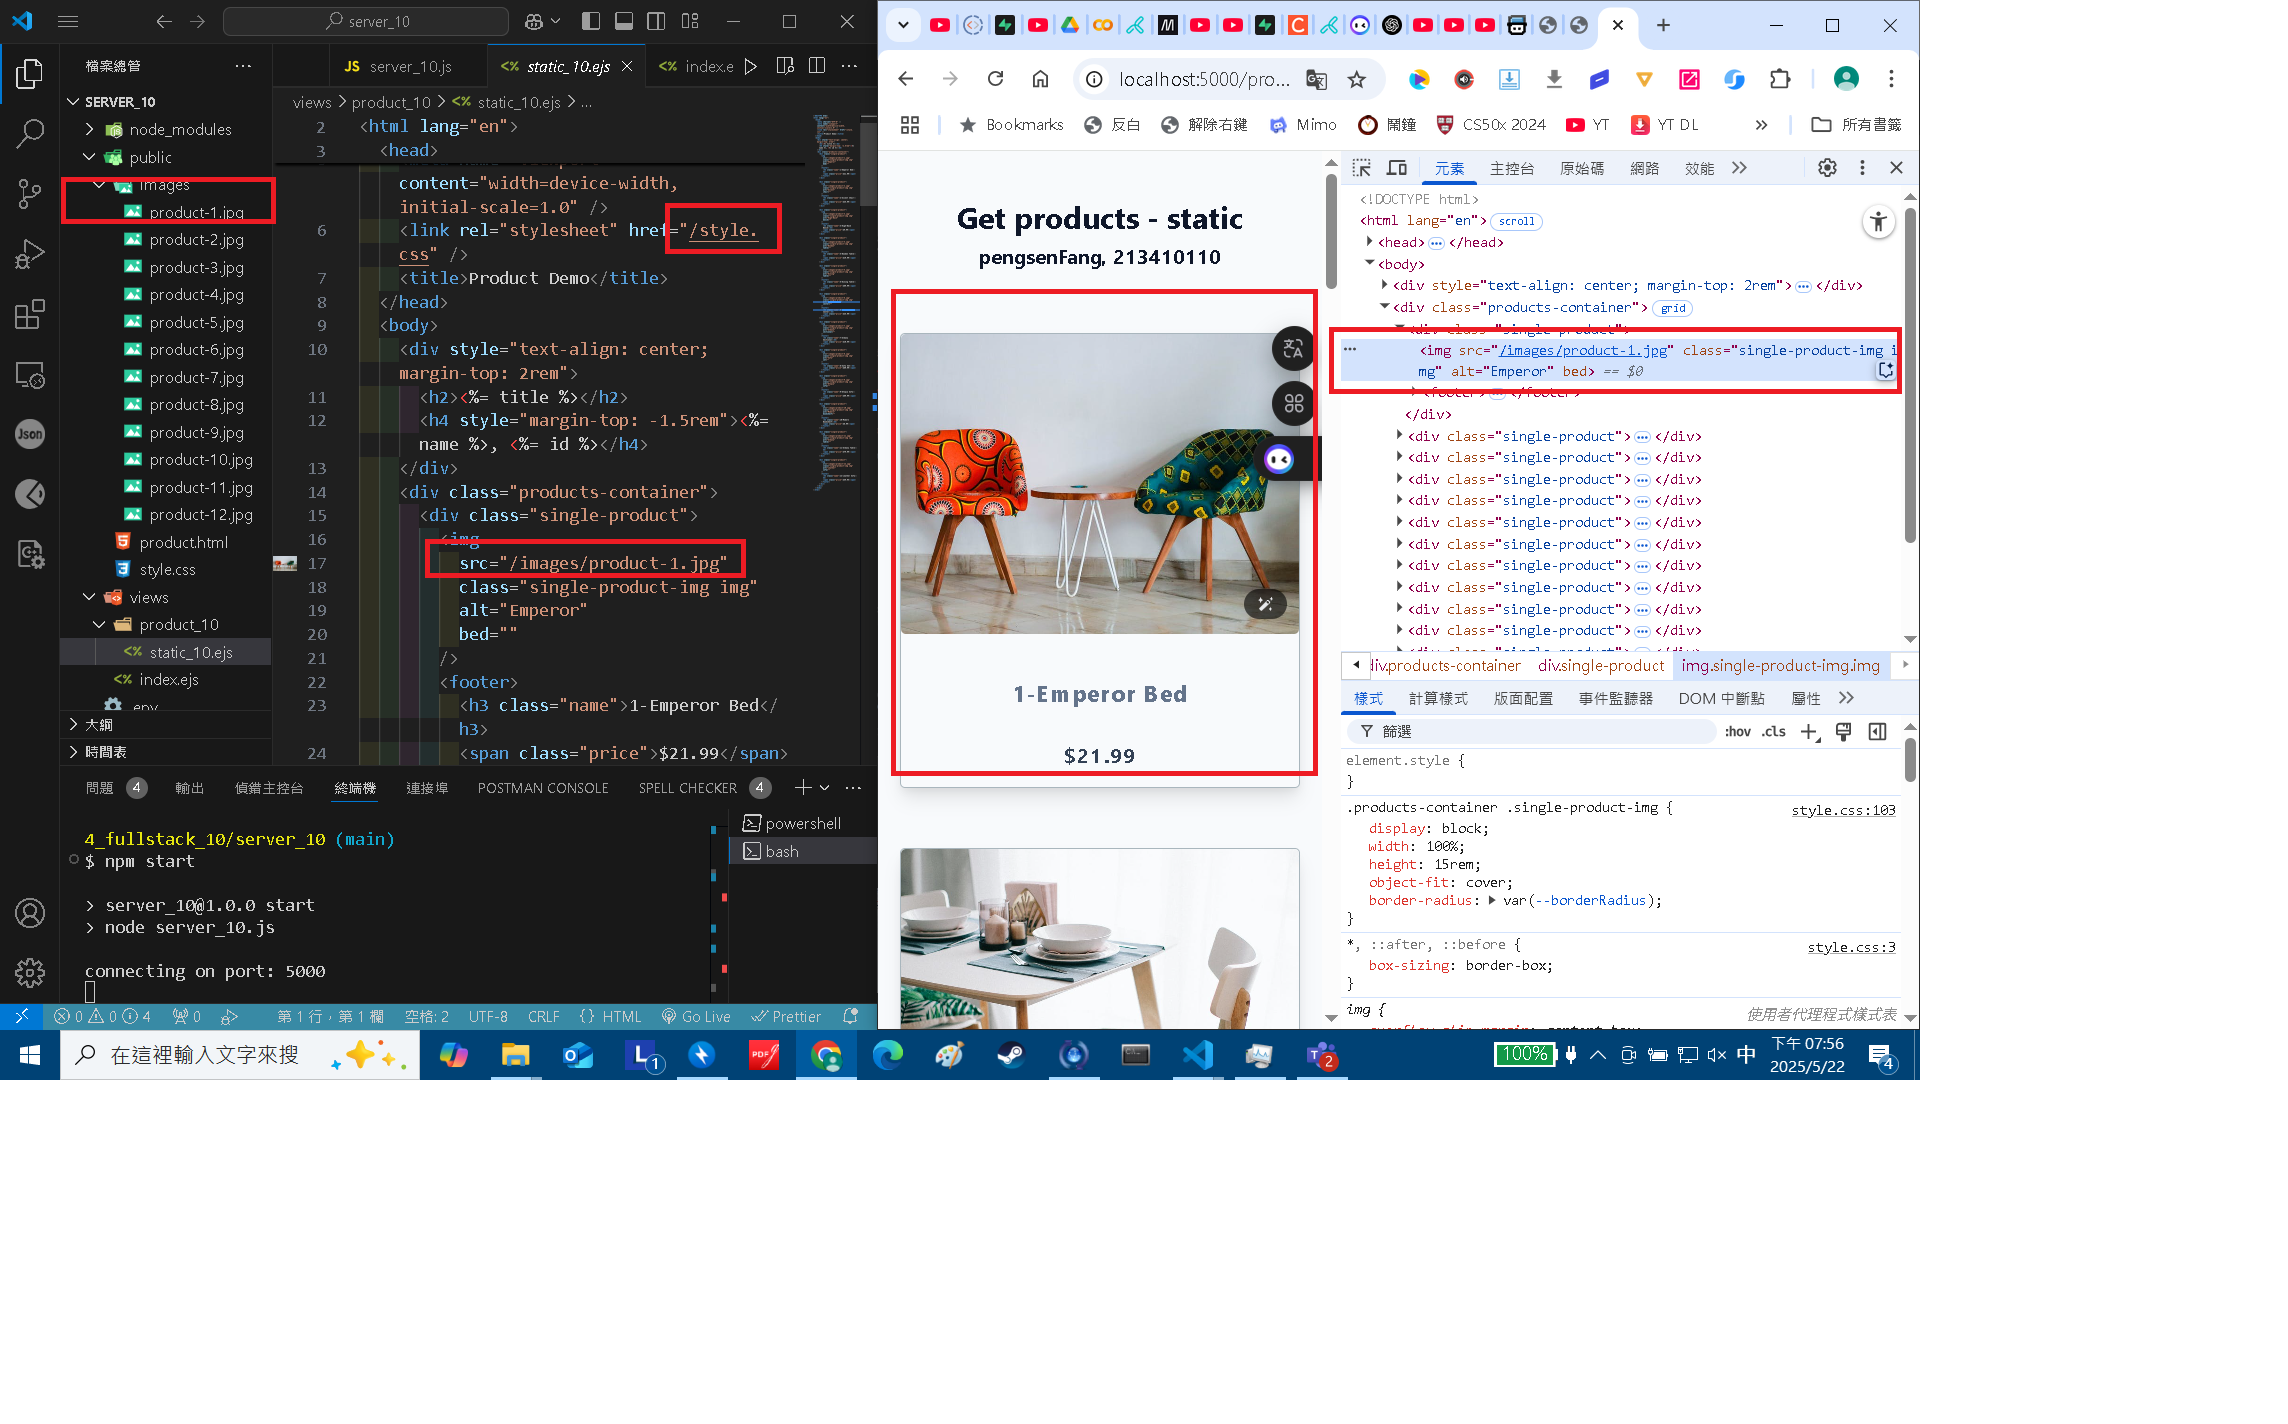 server_10
檔案總管
SERVER_10
node_modules
public
images
product-1.jpg
product-2.jpg
product-3.jpg
product-4.jpg
product-5.jpg
product-6.jpg
product-7.jpg
product-8.jpg
product-9.jpg
product-10.jpg
product-11.jpg
product-12.jpg
product.html
style.css
views
product_10
static_10.ejs
index.ejs
.env
大綱
時間表
JS server_10.js
<% static_10.ejs
<% index.e
views > product_10 > <% static_10.ejs > ...
2 <html lang="en">
3 <head>
content="width=device-width,
initial-scale=1.0" />
6 <link rel="stylesheet" href="/style.
css" />
7 <title>Product Demo</title>
8 </head>
9 <body>
10 <div style="text-align: center;
margin-top: 2rem">
11 <h2><%= title %></h2>
12 <h4 style="margin-top: -1.5rem"><%=
name %>, <%= id %></h4>
13 </div>
14 <div class="products-container">
15 <div class="single-product">
16 <img
17 src="/images/product-1.jpg"
18 class="single-product-img img"
19 alt="Emperor"
20 bed=""
21 />
22 <footer>
23 <h3 class="name">1-Emperor Bed</
h3>
24 <span class="price">$21.99</span>
問題 4 輸出 偵錯主控台 終端機 連接埠 POSTMAN CONSOLE SPELL CHECKER 4
4_fullstack_10/server_10 (main)
$ npm start
> server_10@1.0.0 start
> node server_10.js
connecting on port: 5000
powershell
bash
0 0 4 0 第 1 行，第 1 欄 空格: 2 UTF-8 CRLF {} HTML Go Live Prettier
localhost:5000/pro...
Bookmarks 反白 解除右鍵 Mimo 鬧鐘 CS50x 2024 YT YT DL » 所有書籤
Get products - static
pengsenFang, 213410110
1-Emperor Bed
$21.99
元素 主控台 原始碼 網路 效能
<!DOCTYPE html>
<html lang="en"> scroll
<head> ... </head>
<body>
<div style="text-align: center; margin-top: 2rem"> ... </div>
<div class="products-container"> grid
<div class="single-product">
<img src="/images/product-1.jpg" class="single-product-img i
mg" alt="Emperor" bed> == $0
<footer> ... </footer>
</div>
<div class="single-product"> ... </div>
<div class="single-product"> ... </div>
<div class="single-product"> ... </div>
<div class="single-product"> ... </div>
<div class="single-product"> ... </div>
<div class="single-product"> ... </div>
<div class="single-product"> ... </div>
<div class="single-product"> ... </div>
<div class="single-product"> ... </div>
<div class="single-product"> ... </div>
div.products-container div.single-product img.single-product-img.img
樣式 計算樣式 版面配置 事件監聽器 DOM 中斷點 屬性
篩選 :hov .cls
element.style {
}
.products-container .single-product-img { style.css:103
display: block;
width: 100%;
height: 15rem;
object-fit: cover;
border-radius: var(--borderRadius);
}
*, ::after, ::before { style.css:3
box-sizing: border-box;
}
img { 使用者代理程式樣式表
在這裡輸入文字來搜
1
2
100%
中
下午 07:56
2025/5/22
4